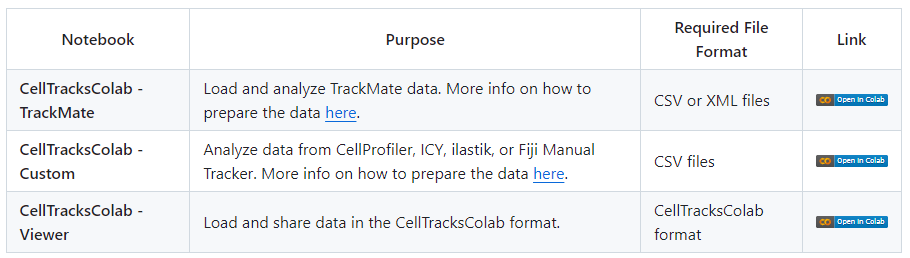 Notebook
Purpose
Required File
Format
Link
CellTracksColab -
TrackMate
Load and analyze TrackMate data. More info on how to
prepare the data here.
CSV or XML files
Open in Colab
CellTracksColab -
Custom
Analyze data from CellProfiler, ICY, ilastik, or Fiji Manual
Tracker. More info on how to prepare the data here.
CSV files
Open in Colab
CellTracksColab -
Viewer
Load and share data in the CellTracksColab format.
CellTracksColab
format
Open in Colab